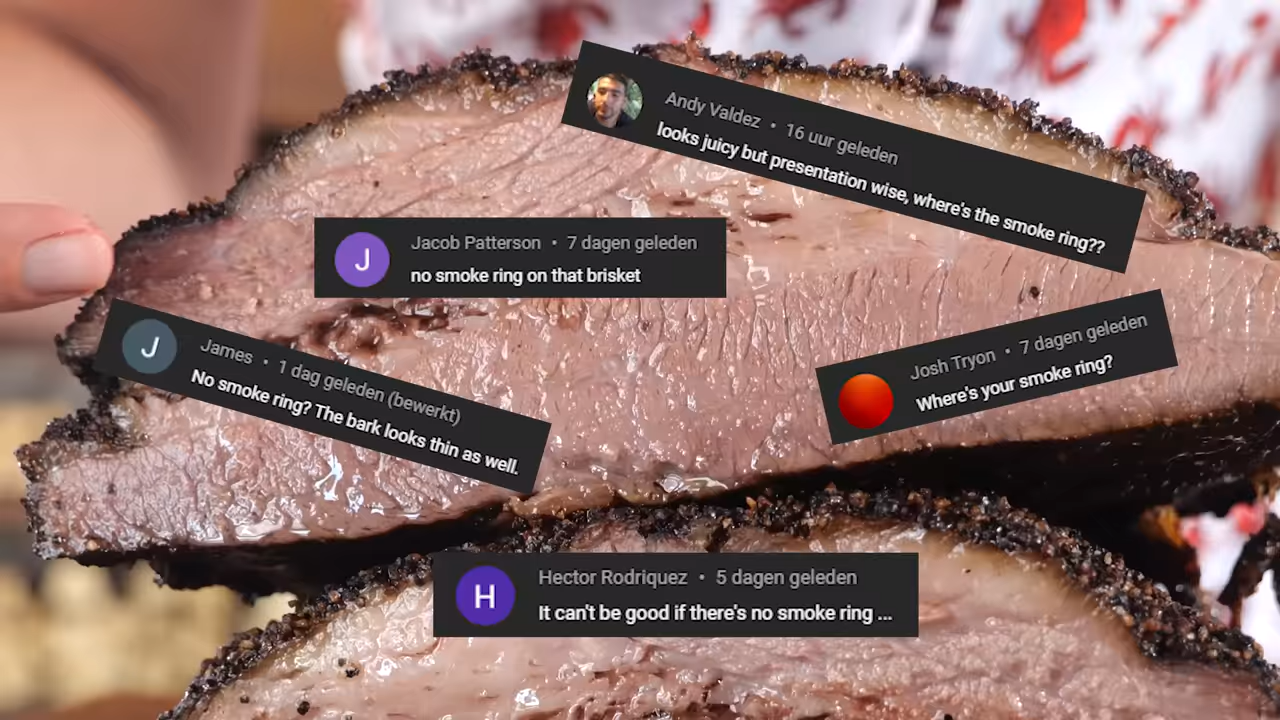 Andy Valdez • 16 uur geleden
looks juicy but presentation wise, where's the smoke ring??
J
Jacob Patterson • 7 dagen geleden
no smoke ring on that brisket
J
James • 1 dag geleden (bewerkt)
No smoke ring? The bark looks thin as well.
Josh Tryon • 7 dagen geleden
Where's your smoke ring?
H
Hector Rodriquez • 5 dagen geleden
It can't be good if there's no smoke ring ...